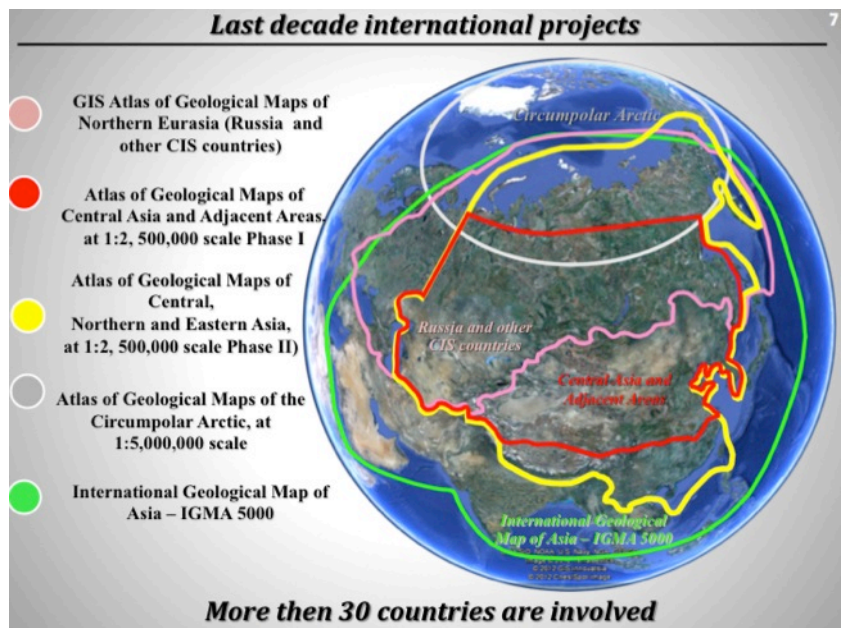 Last decade international projects
7
GIS Atlas of Geological Maps of
Northern Eurasia (Russia and
other CIS countries)
Atlas of Geological Maps of
Central Asia and Adjacent Areas,
at 1:2, 500,000 scale Phase I
Atlas of Geological Maps of
Central,
Northern and Eastern Asia,
at 1:2, 500,000 scale Phase II)
Atlas of Geological Maps of the
Circumpolar Arctic, at
1:5,000,000 scale
International Geological Map of
Asia – IGMA 5000
Circumpolar Arctic
Russia and other
CIS countries
Central Asia and
Adjacent Areas
International Geological
Map of Asia – IGMA 5000
More then 30 countries are involved